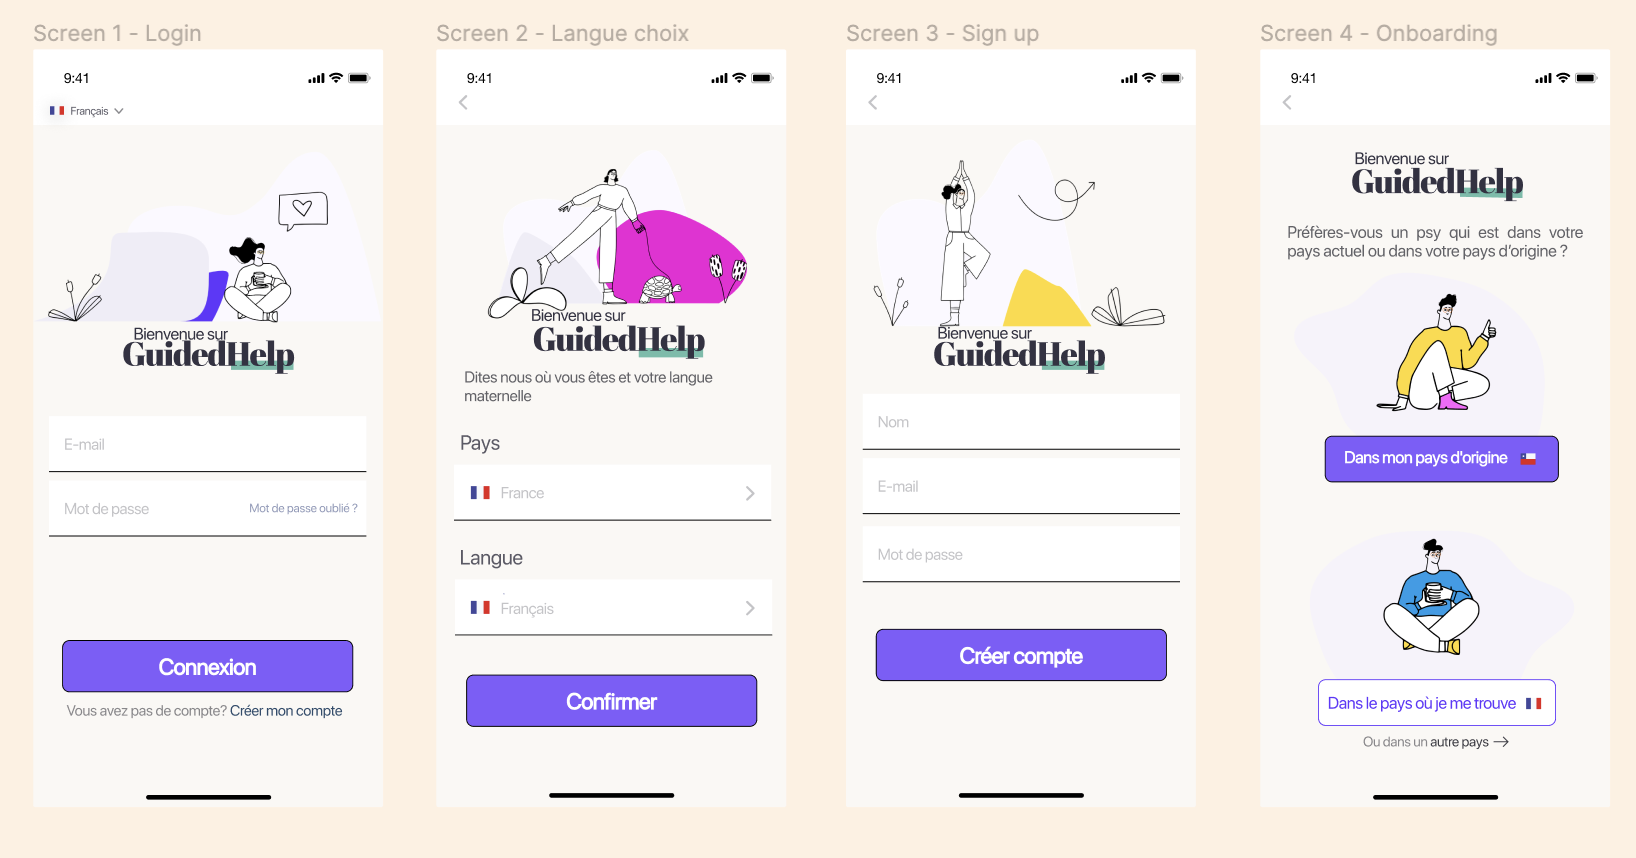 Screen 1 - Login
9:41
Français
Bienvenue sur
GuidedHelp
E-mail
Mot de passe
Mot de passe oublié ?
Connexion
Vous avez pas de compte? Créer mon compte
Screen 2 - Langue choix
9:41
Bienvenue sur
GuidedHelp
Dites nous où vous êtes et votre langue
maternelle
Pays
France
Langue
Français
Confirmer
Screen 3 - Sign up
9:41
Bienvenue sur
GuidedHelp
Nom
E-mail
Mot de passe
Créer compte
Screen 4 - Onboarding
9:41
Bienvenue sur
GuidedHelp
Préfères-vous un psy qui est dans votre
pays actuel ou dans votre pays d'origine ?
Dans mon pays d'origine
Dans le pays où je me trouve
Ou dans un autre pays →